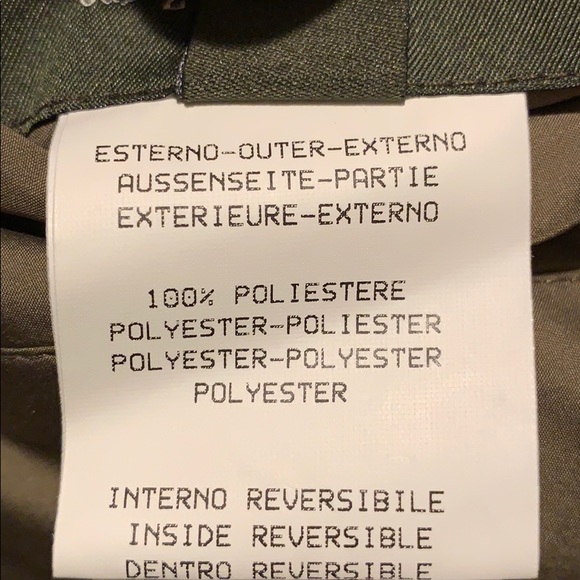 ESTERNO-OUTER-EXTERNO
AUSSENSEITE-PARTIE
EXTERIEURE-EXTERNO
100% POLIESTERE
POLYESTER-POLIESTER
POLYESTER-POLYESTER
POLYESTER
INTERNO REVERSIBILE
INSIDE REVERSIBLE
DENTRO REVERSIBLE